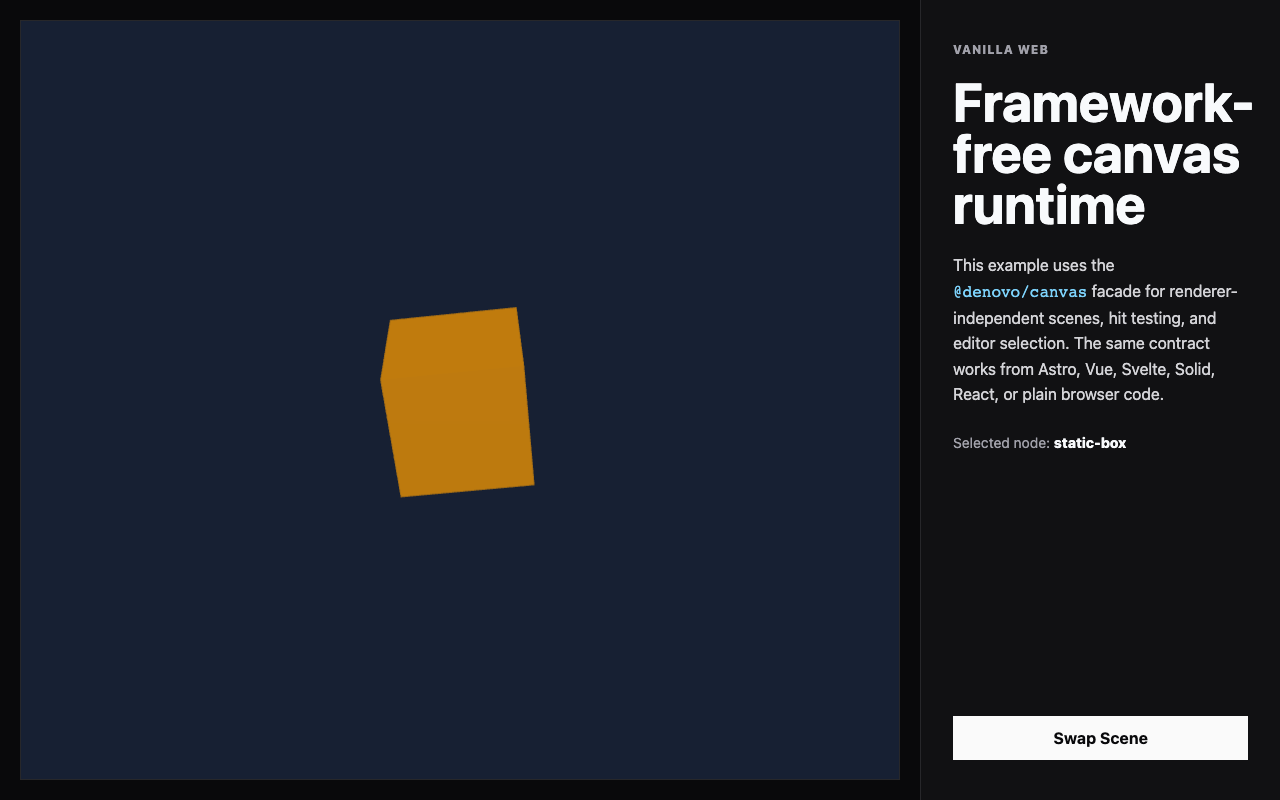 VANILLA WEB
Framework-
free canvas
runtime
This example uses the
@denovo/canvas facade for renderer-
independent scenes, hit testing, and
editor selection. The same contract
works from Astro, Vue, Svelte, Solid,
React, or plain browser code.
Selected node: static-box
Swap Scene